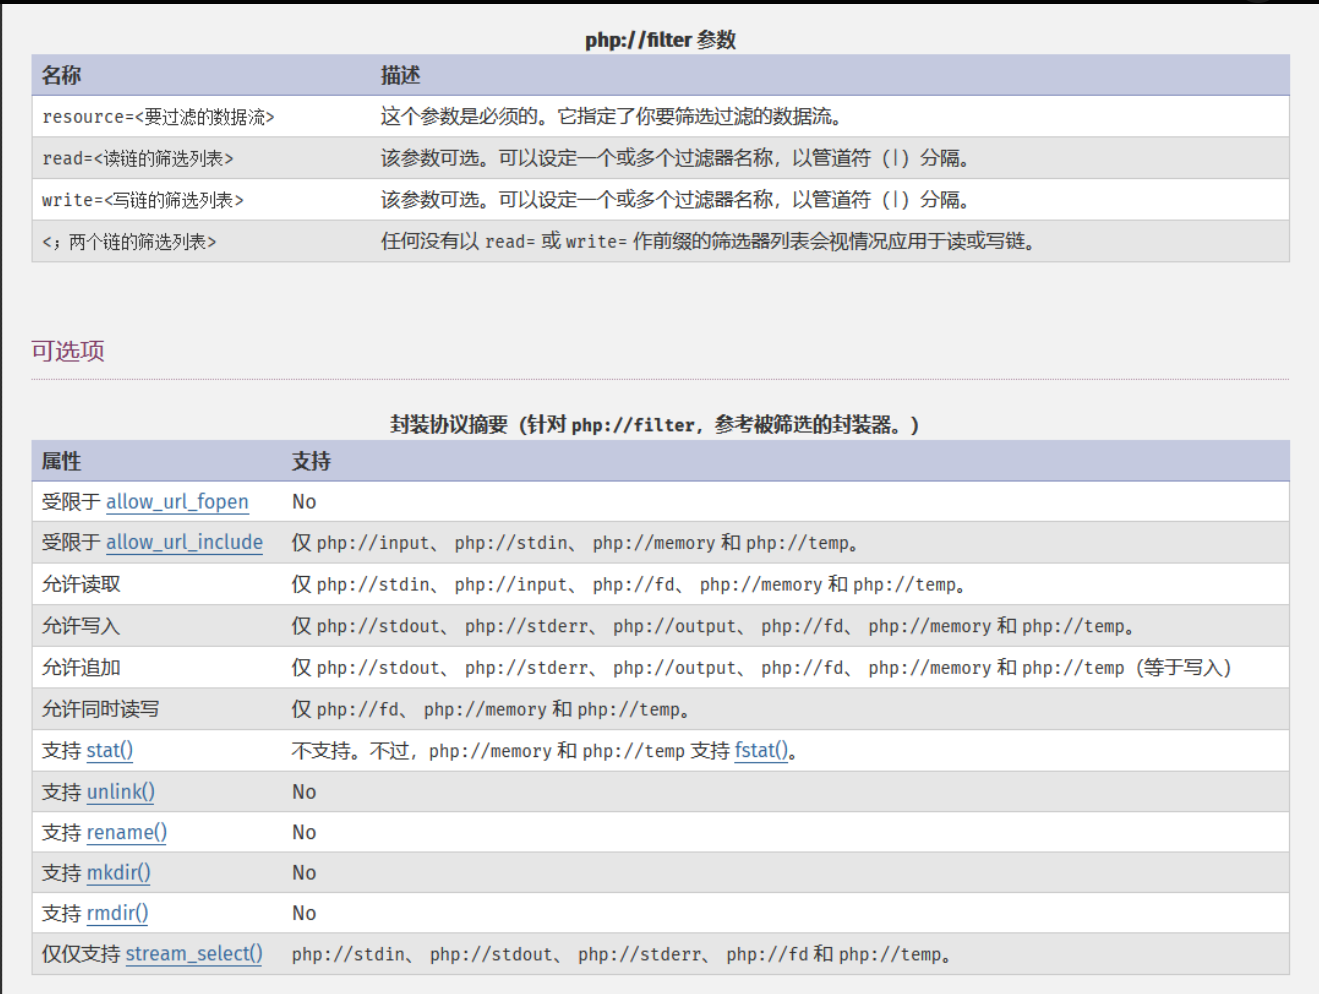 php://filter 参数
名称 描述
resource=<要过滤的数据流> 这个参数是必须的。它指定了你要筛选过滤的数据流。
read=<读链的筛选列表> 该参数可选。可以设定一个或多个过滤器名称，以管道符（|）分隔。
write=<写链的筛选列表> 该参数可选。可以设定一个或多个过滤器名称，以管道符（|）分隔。
<；两个链的筛选列表> 任何没有以 read= 或 write= 作前缀的筛选器列表会视情况应用于读或写链。
可选项
封装协议摘要（针对 php://filter，参考被筛选的封装器。）
属性 支持
受限于 allow_url_fopen No
受限于 allow_url_include 仅 php://input、 php://stdin、 php://memory 和 php://temp。
允许读取 仅 php://stdin、 php://input、 php://fd、 php://memory 和 php://temp。
允许写入 仅 php://stdout、 php://stderr、 php://output、 php://fd、 php://memory 和 php://temp。
允许追加 仅 php://stdout、 php://stderr、 php://output、 php://fd、 php://memory 和 php://temp（等于写入）
允许同时读写 仅 php://fd、 php://memory 和 php://temp。
支持 stat() 不支持。不过，php://memory 和 php://temp 支持 fstat()。
支持 unlink() No
支持 rename() No
支持 mkdir() No
支持 rmdir() No
仅仅支持 stream_select() php://stdin、 php://stdout、 php://stderr、 php://fd 和 php://temp。